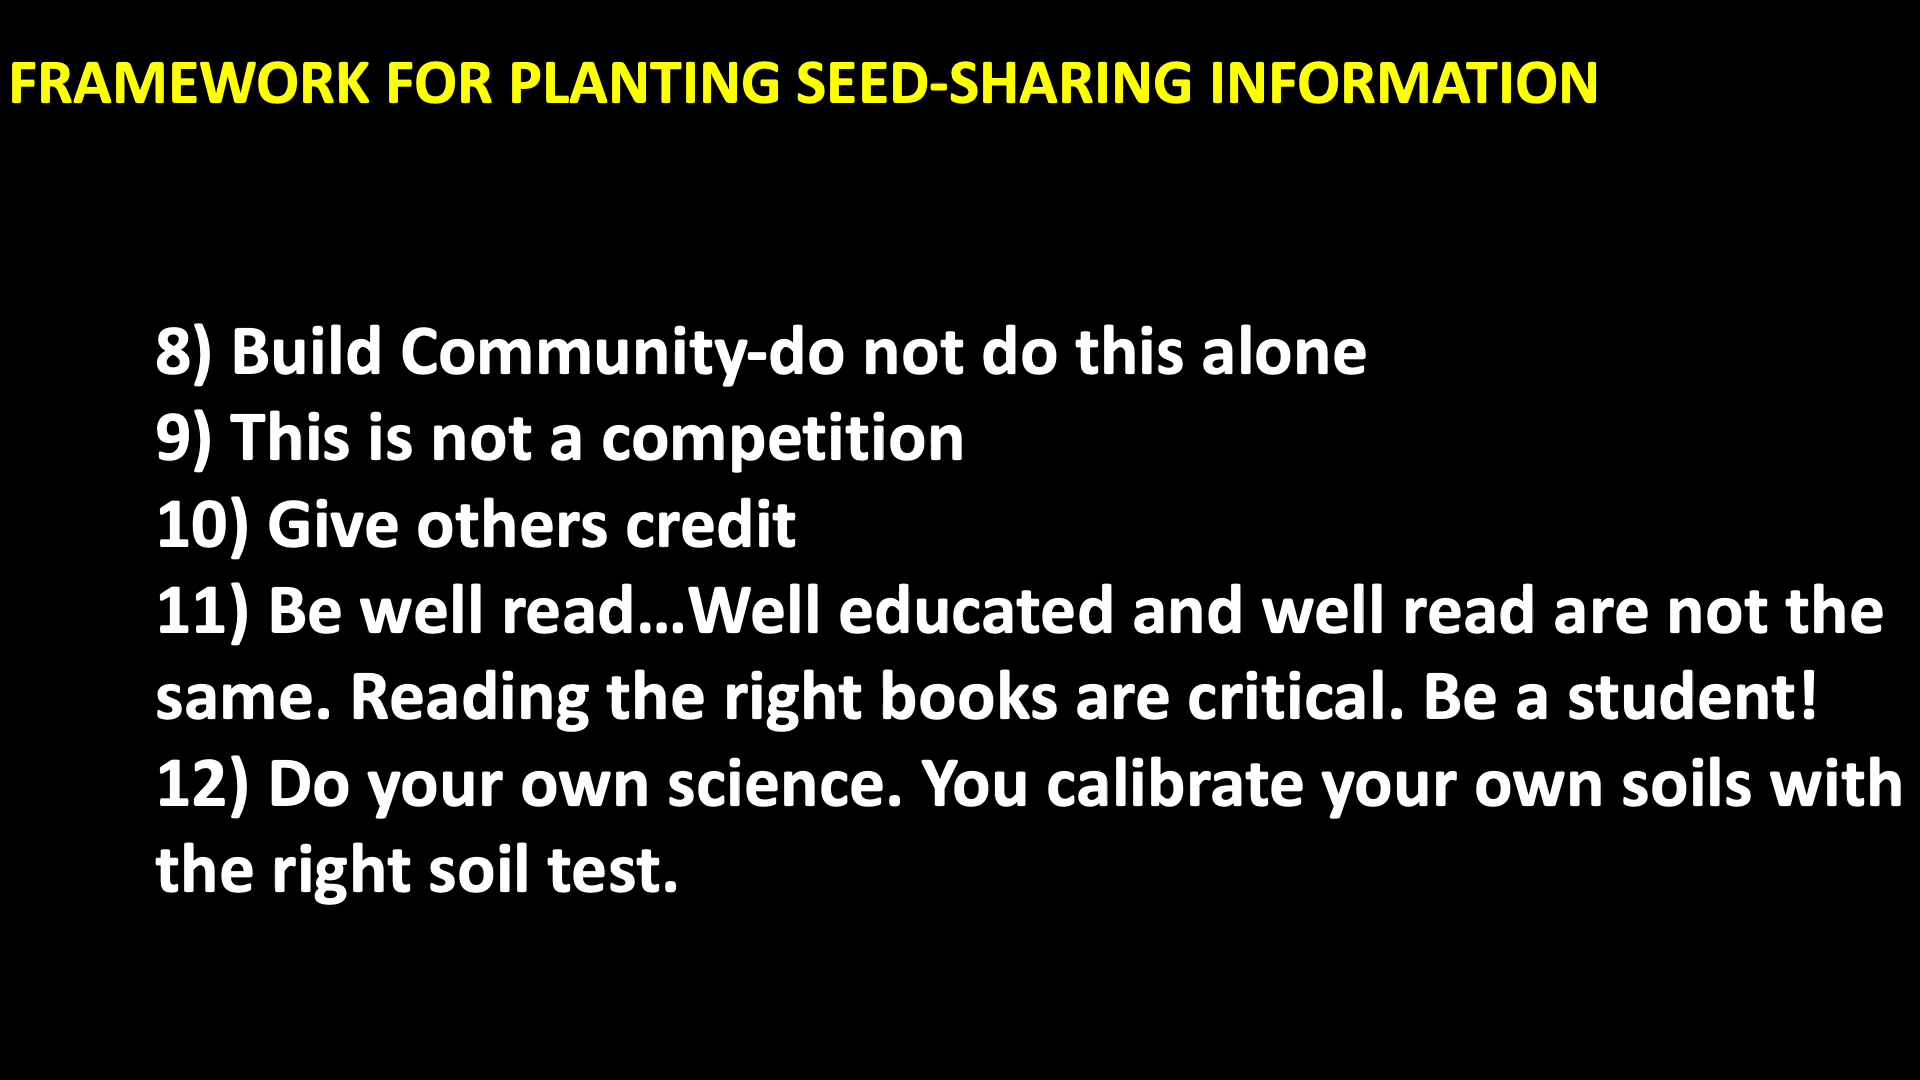 FRAMEWORK FOR PLANTING SEED-SHARING INFORMATION
8) Build Community-do not do this alone
9) This is not a competition
10) Give others credit
11) Be well read...Well educated and well read are not the
same. Reading the right books are critical. Be a student!
12) Do your own science. You calibrate your own soils with
the right soil test.